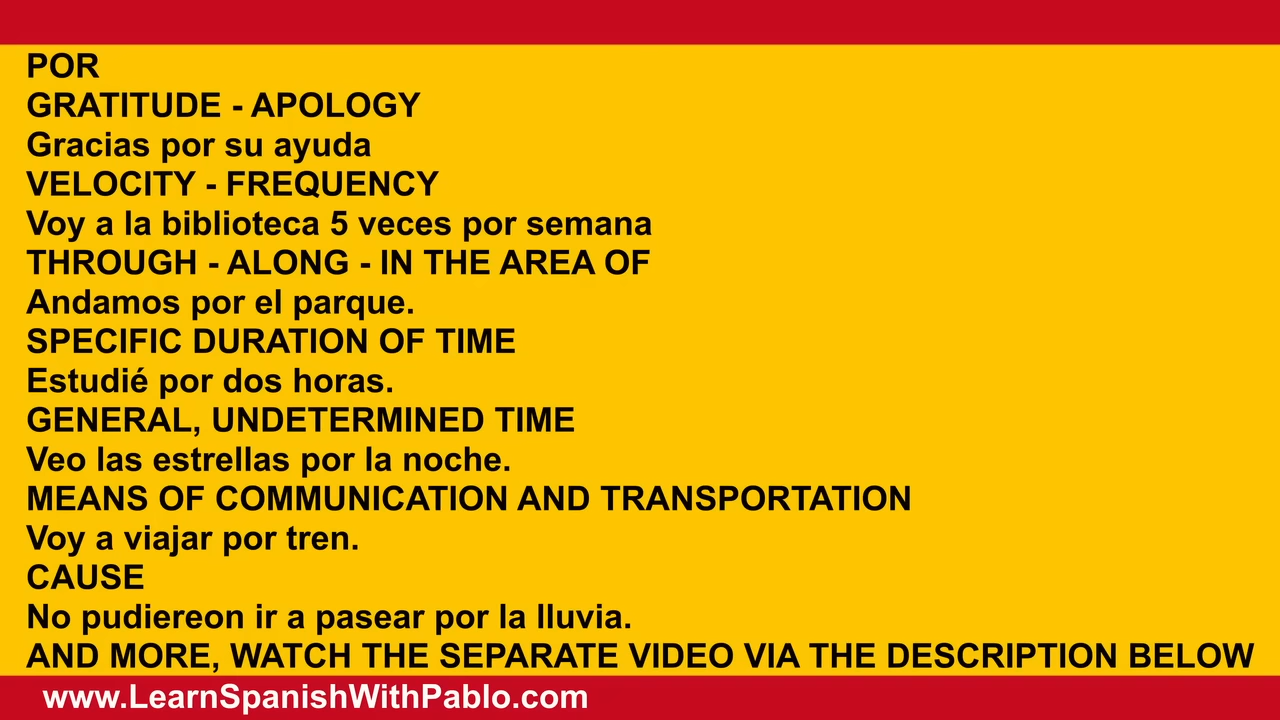 POR
GRATITUDE - APOLOGY
Gracias por su ayuda
VELOCITY - FREQUENCY
Voy a la biblioteca 5 veces por semana
THROUGH - ALONG - IN THE AREA OF
Andamos por el parque.
SPECIFIC DURATION OF TIME
Estudié por dos horas.
GENERAL, UNDETERMINED TIME
Veo las estrellas por la noche.
MEANS OF COMMUNICATION AND TRANSPORTATION
Voy a viajar por tren.
CAUSE
No pudiereon ir a pasear por la lluvia.
AND MORE, WATCH THE SEPARATE VIDEO VIA THE DESCRIPTION BELOW
www.LearnSpanishWithPablo.com